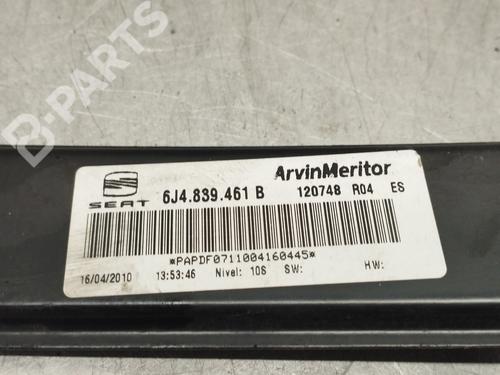 B-PARTS
SEAT
6J4.839.461 B
ArvinMeritor
120748 R04 ES
*PAPDF0711004160445*
16/04/2010 13:53:46 Nivel: 10S SW: HW: